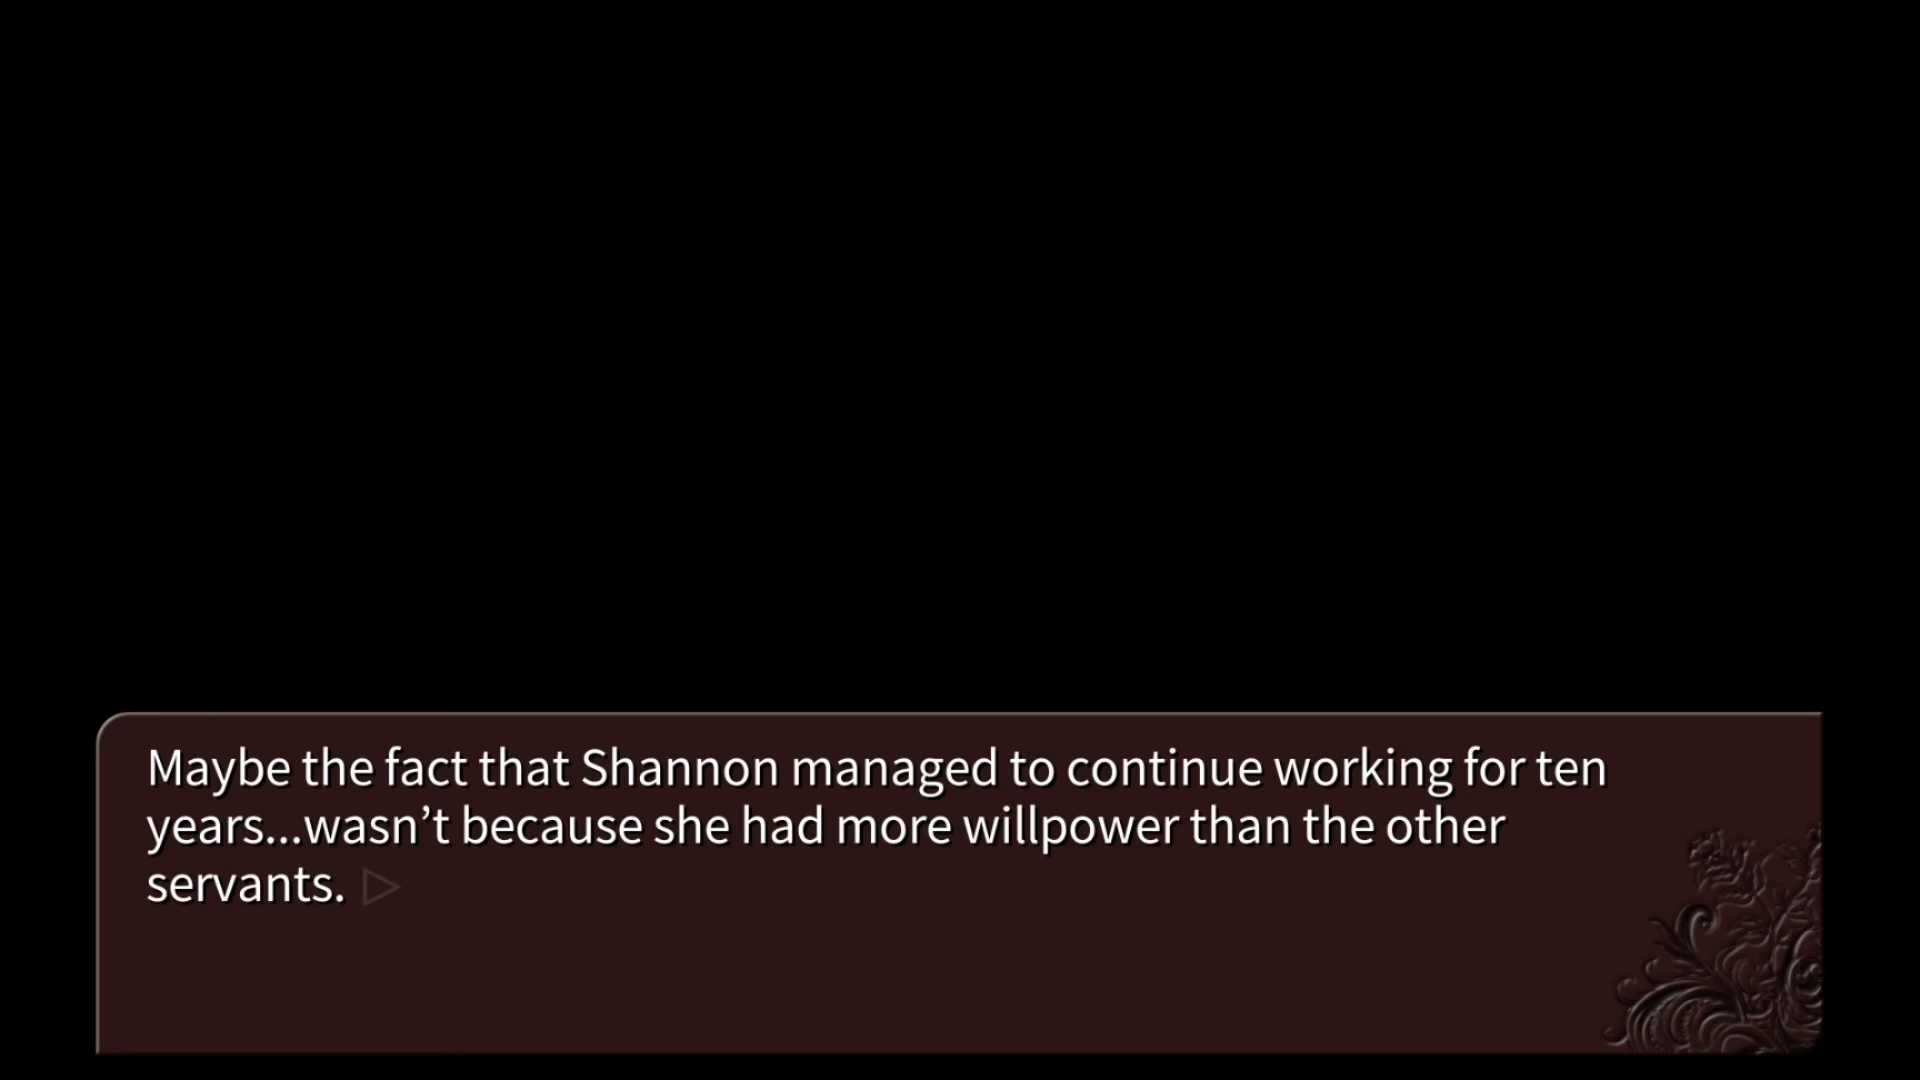 Maybe the fact that Shannon managed to continue working for ten
years...wasn’t because she had more willpower than the other
servants.